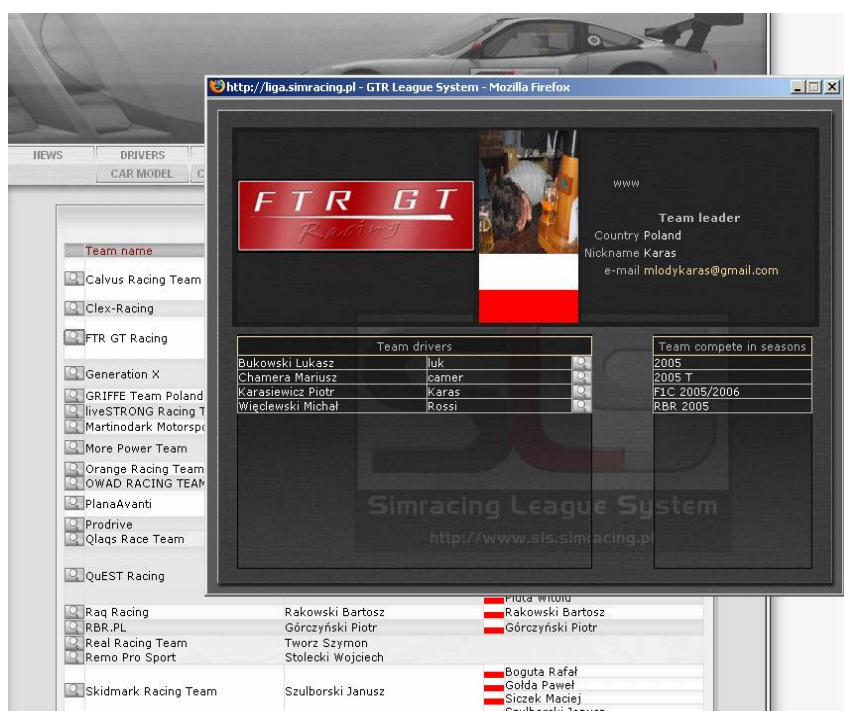 http://liga.simracing.pl - GTR League System - Mozilla Firefox
NEWS DRIVERS
CAR MODEL C
FTR GT
Racing
www
Team leader
Country Poland
Nickname Karas
e-mail mlodykaras@gmail.com
Team drivers
Bukowski Lukasz luk
Chamera Mariusz camer
Karasiewicz Piotr Karas
Więclewski Michał Rossi
Team compete in seasons
2005
2005 T
F1C 2005/2006
RBR 2005
SLS
Simracing League System
http://www.sls.simracing.pl
Team name
Calvus Racing Team
Clex-Racing
FTR GT Racing
Generation X
GRIFFE Team Poland
liveSTRONG Racing T
Martinodark Motorspo
More Power Team
Orange Racing Team
OWAD RACING TEAM
PlanaAvanti
Prodrive
Qlaqs Race Team
QuEST Racing
Raq Racing Rakowski Bartosz Rakowski Bartosz
RBR.PL Górczyński Piotr Górczyński Piotr
Real Racing Team Tworz Szymon
Remo Pro Sport Stolecki Wojciech
Boguta Rafał
Gołda Paweł
Skidmark Racing Team Szulborski Janusz
Siczek Maciej